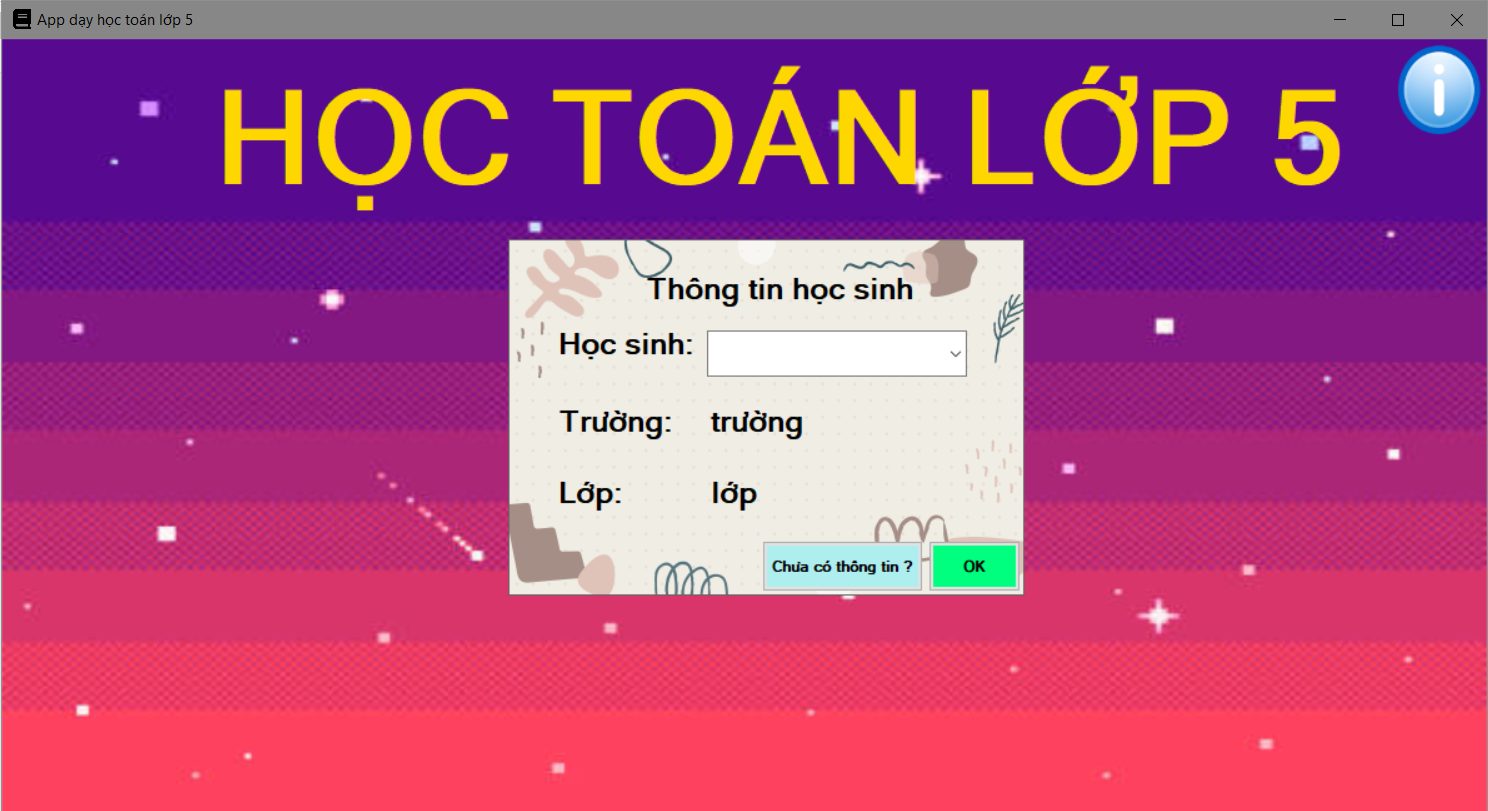 App dạy học toán lớp 5
HỌC TOÁN LỚP 5
Thông tin học sinh
Học sinh:
Trường: trường
Lớp: lớp
Chưa có thông tin ? OK